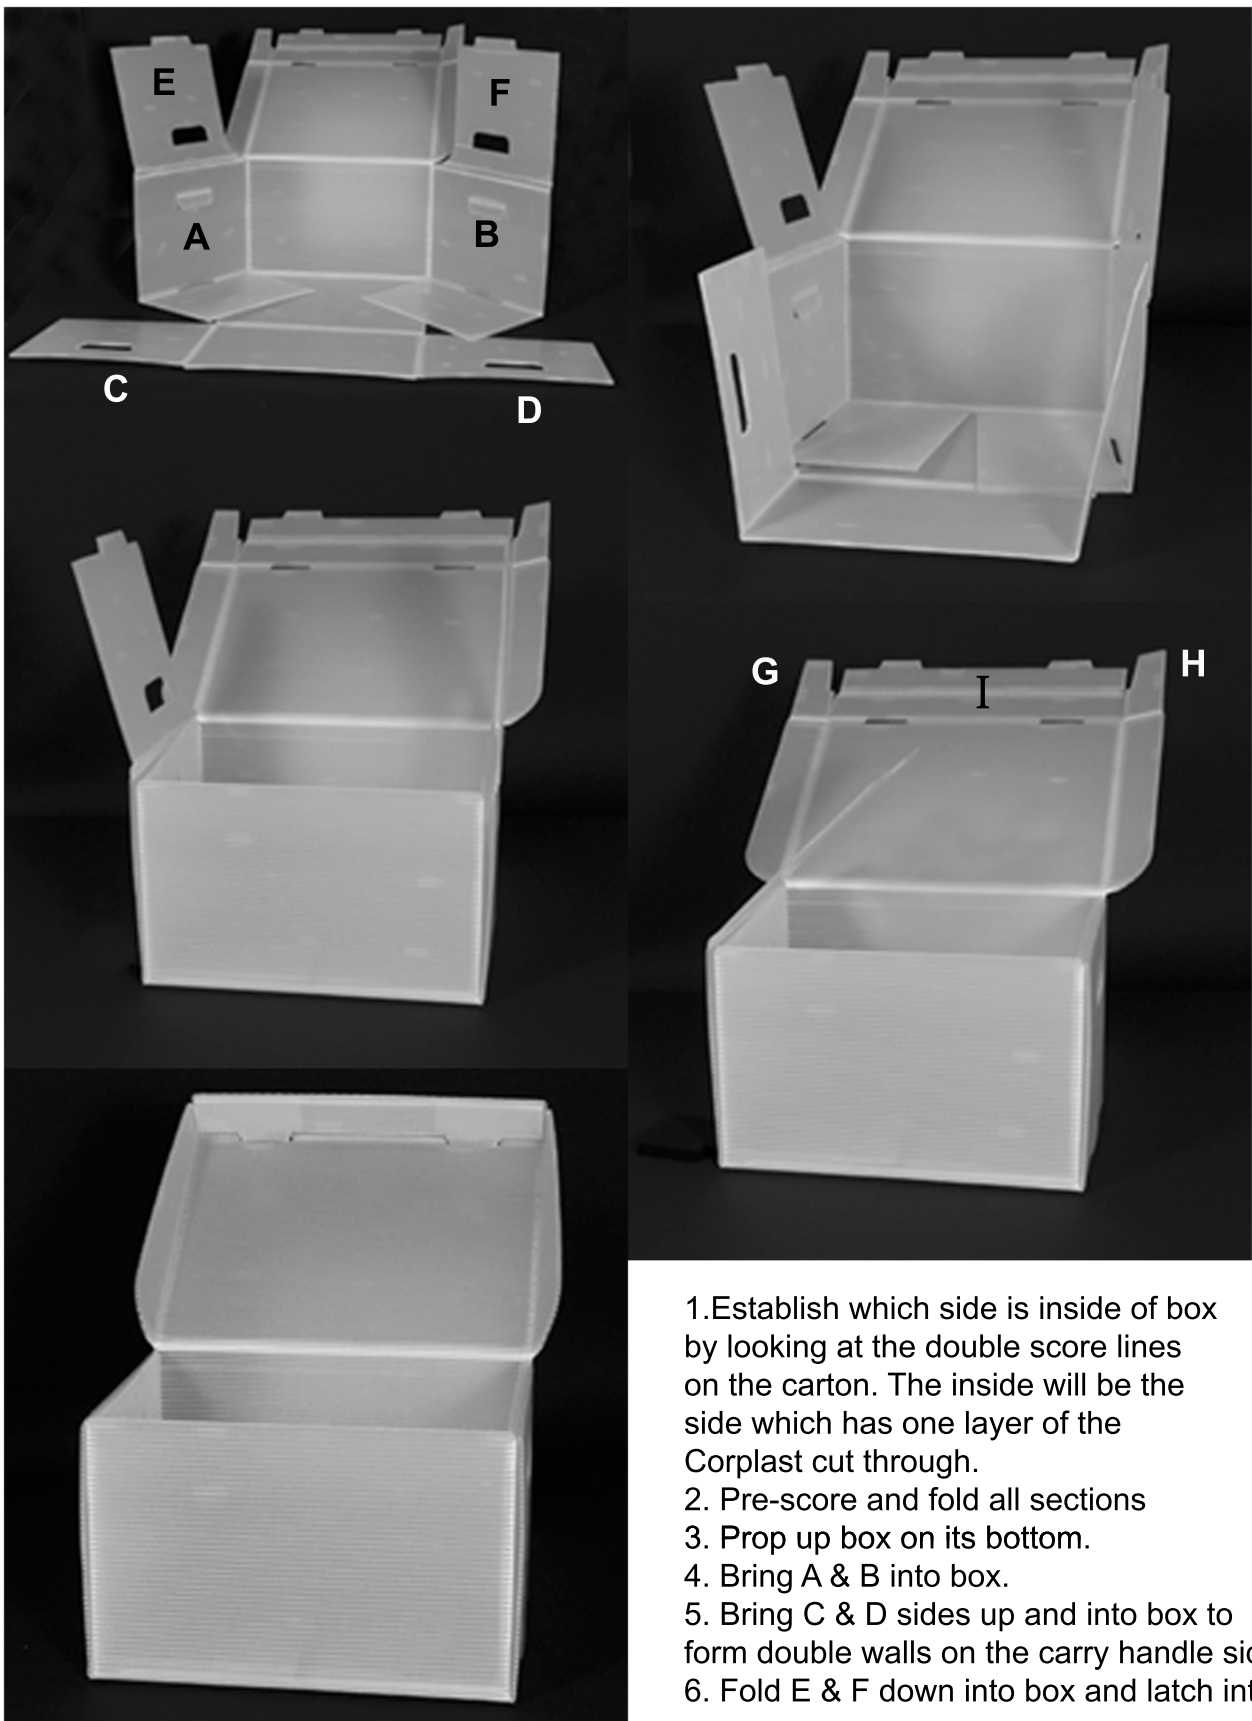 E
F
A
B
C
D
G
H
I
1.Establish which side is inside of box
by looking at the double score lines
on the carton. The inside will be the
side which has one layer of the
Corplast cut through.
2. Pre-score and fold all sections
3. Prop up box on its bottom.
4. Bring A & B into box.
5. Bring C & D sides up and into box to
form double walls on the carry handle
6. Fold E & F down into box and latch